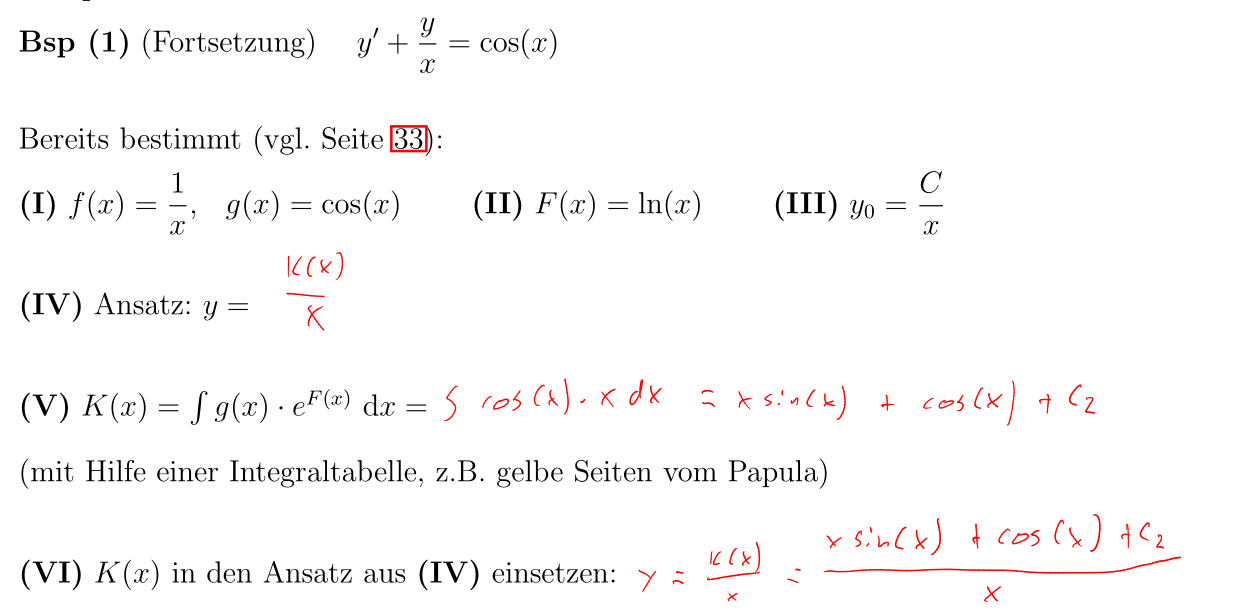 Bsp (1) (Fortsetzung) y′ + y/x = cos(x)
Bereits bestimmt (vgl. Seite 33):
(I) f(x) = 1/x, g(x) = cos(x) (II) F(x) = ln(x) (III) y₀ = C/x
(IV) Ansatz: y = K(x)/x
(V) K(x) = ∫ g(x) · e^{F(x)} dx = ∫ cos(x) · x dx = x sin(x) + cos(x) + C₂
(mit Hilfe einer Integraltabelle, z.B. gelbe Seiten vom Papula)
(VI) K(x) in den Ansatz aus (IV) einsetzen: y = K(x)/x = (x sin(x) + cos(x) + C₂)/x